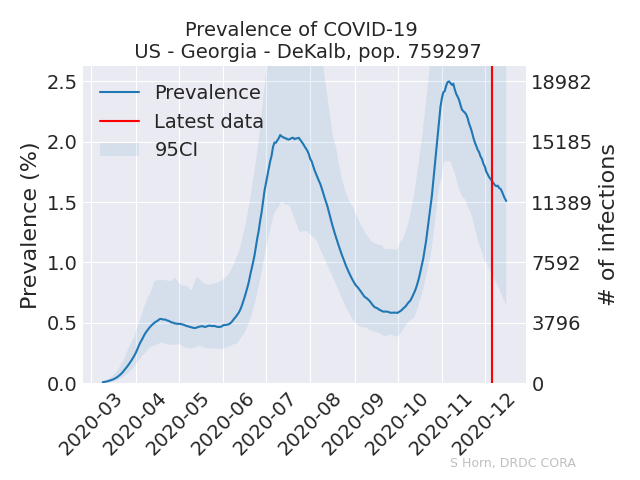 Prevalence of COVID-19
US - Georgia - DeKalb, pop. 759297
Prevalence
Latest data
95CI
Prevalence (%)
2.5
2.0
1.5
1.0
0.5
0.0
18982
15185
11389
7592
3796
0
# of infections
2020-03
2020-04
2020-05
2020-06
2020-07
2020-08
2020-09
2020-10
2020-11
2020-12
S Horn, DRDC CORA